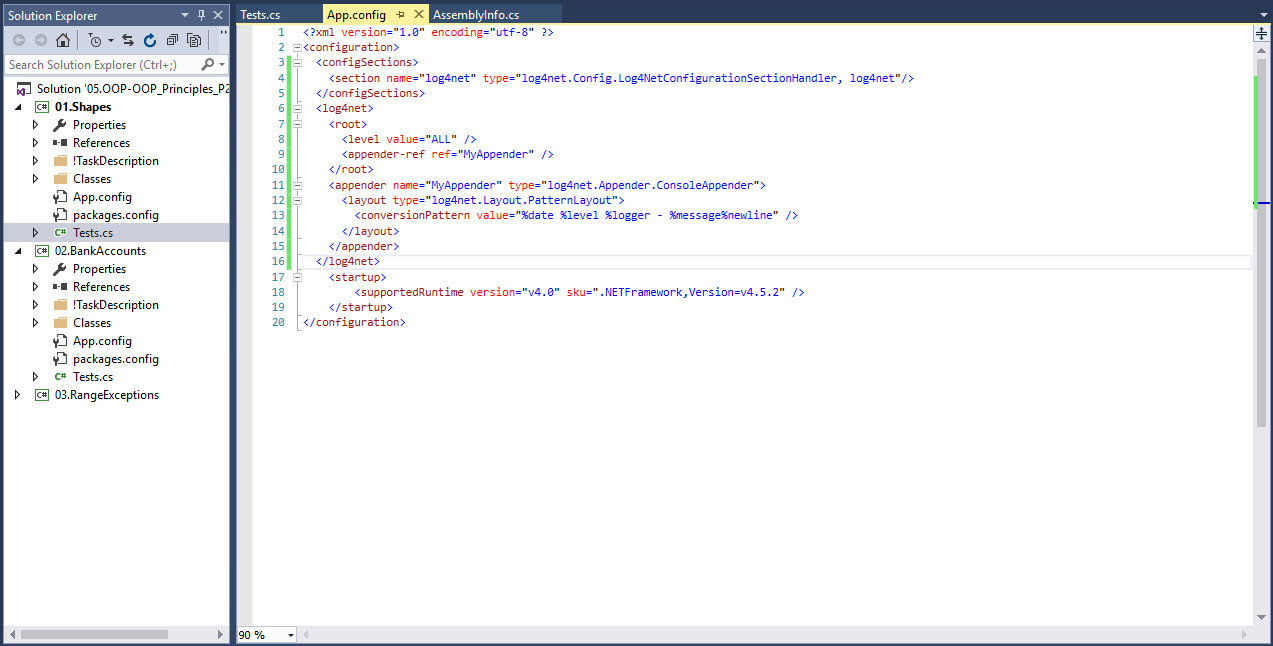 Solution Explorer
Search Solution Explorer (Ctrl+;)
Solution '05.OOP-OOP_Principles_P2
C# 01.Shapes
Properties
References
!TaskDescription
Classes
App.config
packages.config
C# Tests.cs
C# 02.BankAccounts
Properties
References
!TaskDescription
Classes
App.config
packages.config
C# Tests.cs
C# 03.RangeExceptions
Tests.cs App.config AssemblyInfo.cs
1 <?xml version="1.0" encoding="utf-8" ?>
2 <configuration>
3 <configSections>
4 <section name="log4net" type="log4net.Config.Log4NetConfigurationSectionHandler, log4net"/>
5 </configSections>
6 <log4net>
7 <root>
8 <level value="ALL" />
9 <appender-ref ref="MyAppender" />
10 </root>
11 <appender name="MyAppender" type="log4net.Appender.ConsoleAppender">
12 <layout type="log4net.Layout.PatternLayout">
13 <conversionPattern value="%date %level %logger - %message%newline" />
14 </layout>
15 </appender>
16 </log4net>
17 <startup>
18 <supportedRuntime version="v4.0" sku=".NETFramework,Version=v4.5.2" />
19 </startup>
20 </configuration>
90 %